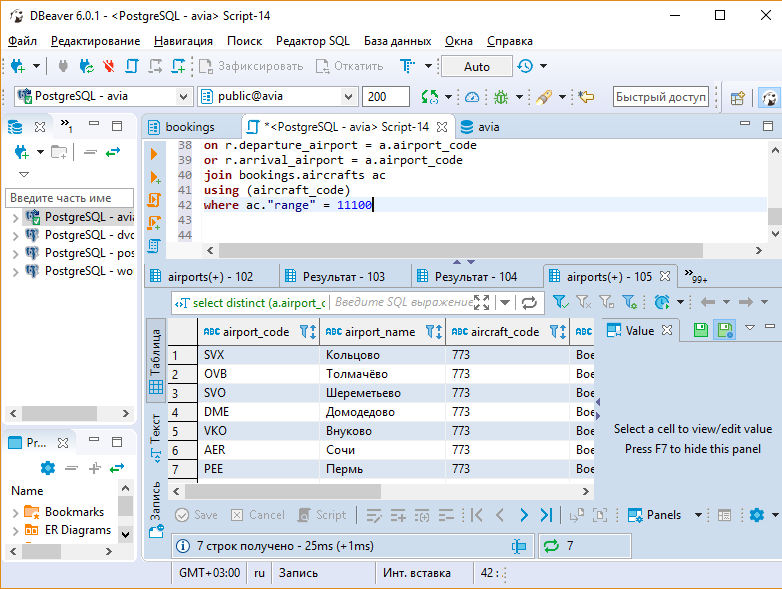 DBeaver 6.0.1 - <PostgreSQL - avia> Script-14
Файл Редактирование Навигация Поиск Редактор SQL База данных Окна Справка
Зафиксировать Откатить Auto
PostgreSQL - avia public@avia 200 Быстрый доступ
»1 bookings *<PostgreSQL - avia> Script-14 avia
Введите часть име
PostgreSQL - avia
PostgreSQL - dvd
PostgreSQL - pos
PostgreSQL - wo
38 on r.departure_airport = a.airport_code
39 or r.arrival_airport = a.airport_code
40 join bookings.aircrafts ac
41 using (aircraft_code)
42 where ac."range" = 11100
43
44
airports(+) - 102 Результат - 103 Результат - 104 airports(+) - 105 »99+
select distinct (a.airport_c Введите SQL выражение
Таблица
Текст
Запись
ABC airport_code ABC airport_name ABC aircraft_code ABC
1 SVX Кольцово 773 Вое
2 OVB Толмачёво 773 Вое
3 SVO Шереметьево 773 Вое
4 DME Домодедово 773 Вое
5 VKO Внуково 773 Вое
6 AER Сочи 773 Вое
7 PEE Пермь 773 Вое
Value
Select a cell to view/edit value
Press F7 to hide this panel
Pr...
Name
Bookmarks
ER Diagrams
Save Cancel Script Panels
7 строк получено - 25ms (+1ms) 7
GMT+03:00 ru Запись Инт. вставка 42 :